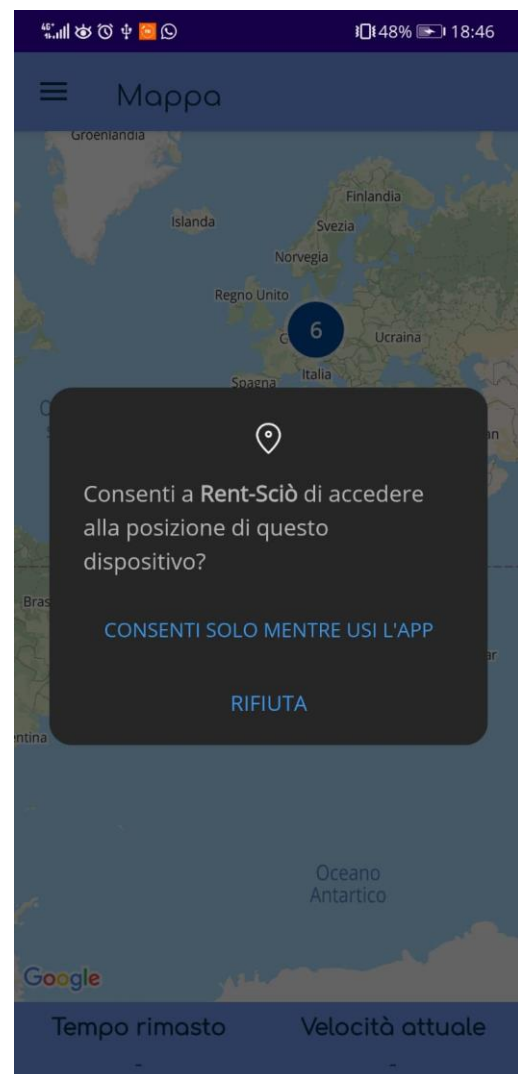 48% 18:46
Mappa
Groenlandia
Finlandia
Islanda
Svezia
Norvegia
Regno Unito
6
Ucraina
Italia
Spagna
Consenti a Rent-Sciò di accedere
alla posizione di questo
dispositivo?
CONSENTI SOLO MENTRE USI L'APP
RIFIUTA
Oceano
Antartico
Google
Tempo rimasto Velocità attuale
- -